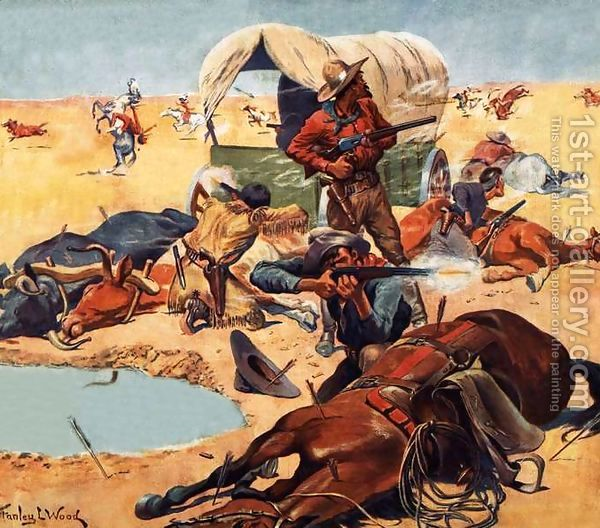 1st-art-gallery.com
This watermark does not appear on the painting
Stanley L Wood